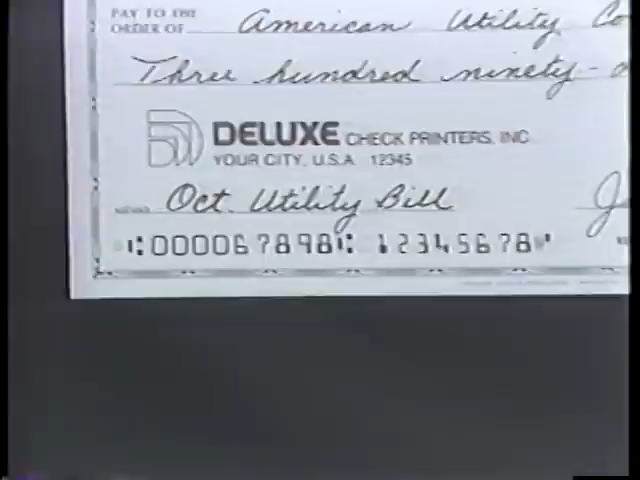 PAY TO THE
ORDER OF American Utility Co
Three hundred ninety-o
DELUXE CHECK PRINTERS, INC
YOUR CITY, U.S.A 12345
MEMO Oct. Utility Bill
⑆000067898⑆ 12345678⑈